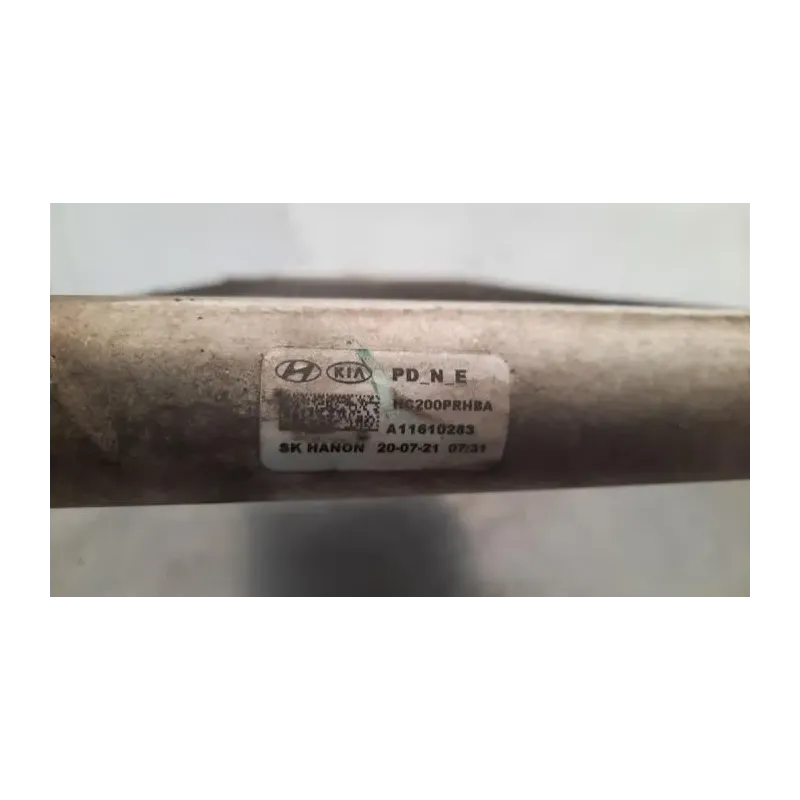 KIA PD_N_E
HC200PRHBA
A11610283
SK HANON 20-07-21 07:31